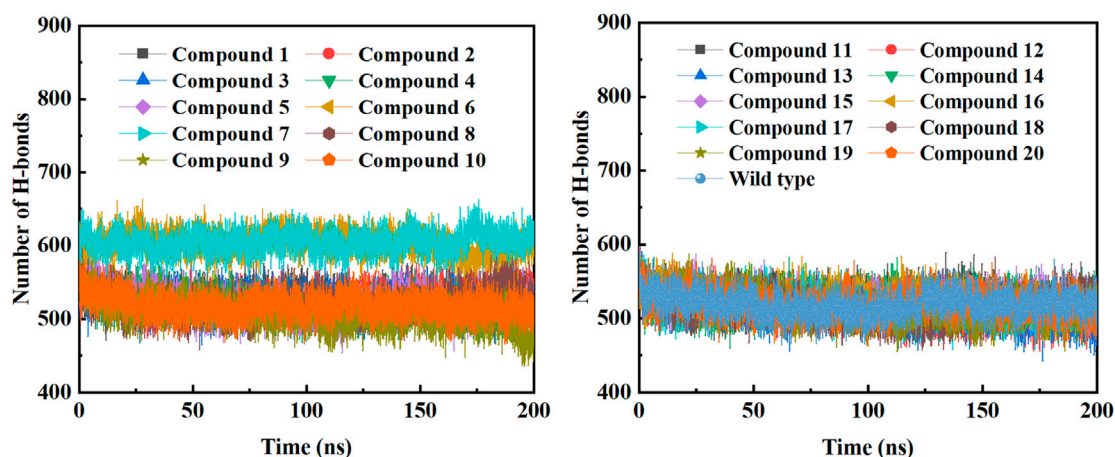 900
800
700
600
500
400
Number of H-bonds
Compound 1 Compound 2
Compound 3 Compound 4
Compound 5 Compound 6
Compound 7 Compound 8
Compound 9 Compound 10
0 50 100 150 200
Time (ns)
900
800
700
600
500
400
Number of H-bonds
Compound 11 Compound 12
Compound 13 Compound 14
Compound 15 Compound 16
Compound 17 Compound 18
Compound 19 Compound 20
Wild type
0 50 100 150 200
Time (ns)